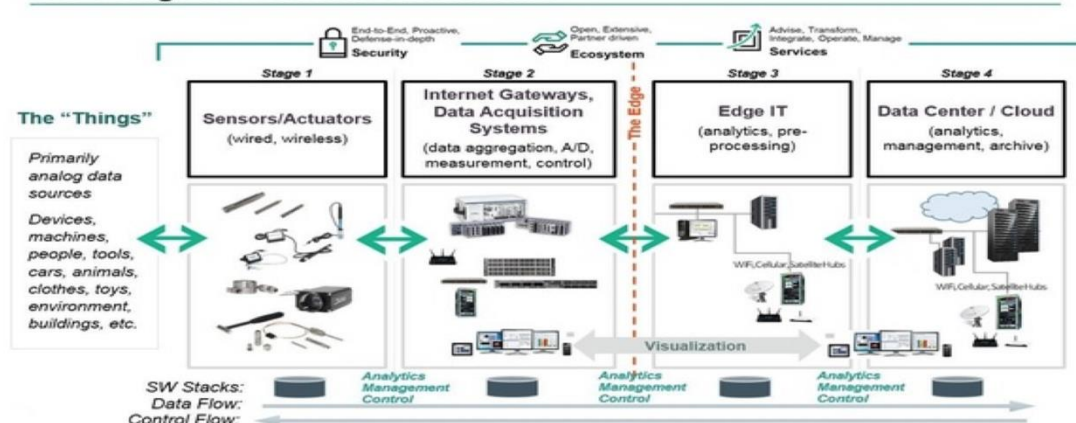 End-to-End, Proactive,
Defense-in-depth
Security
Open, Extensive,
Partner driven
Ecosystem
Advise, Transform,
Integrate, Operate, Manage
Services
The "Things"
Primarily
analog data
sources
Devices,
machines,
people, tools,
cars, animals,
clothes, toys,
environment,
buildings, etc.
Stage 1
Sensors/Actuators
(wired, wireless)
Stage 2
Internet Gateways,
Data Acquisition
Systems
(data aggregation, A/D,
measurement, control)
The Edge
Stage 3
Edge IT
(analytics, pre-
processing)
WiFi, Cellular, Satellite Hubs
Stage 4
Data Center / Cloud
(analytics,
management, archive)
WiFi, Cellular, Satellite Hubs
Visualization
SW Stacks:
Analytics
Management
Control
Analytics
Management
Control
Analytics
Management
Control
Data Flow:
Control Flow: